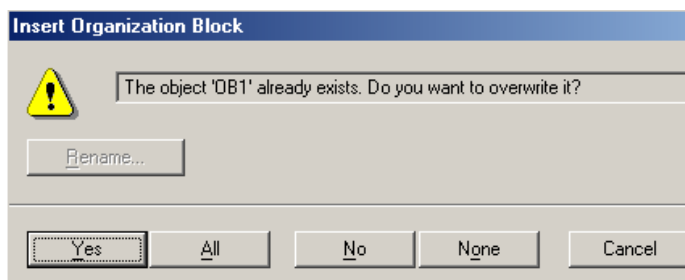 Insert Organization Block
The object 'OB1' already exists. Do you want to overwrite it?
Rename...
Yes All No None Cancel